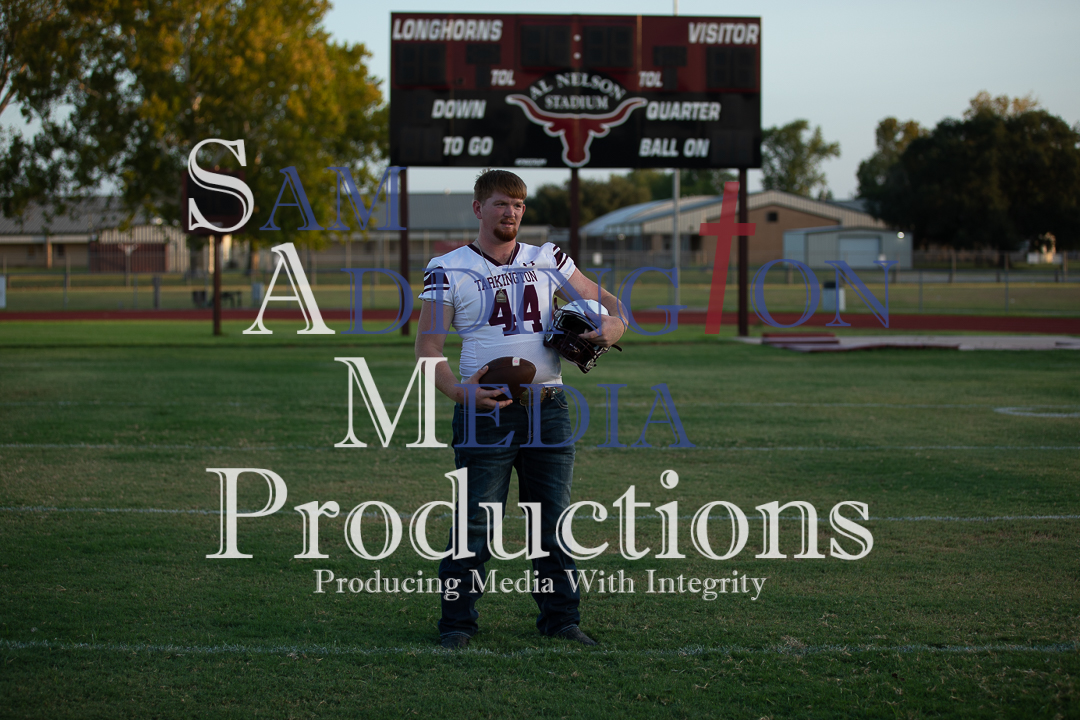 LONGHORNS VISITOR
TOL TOL
AL NELSON
STADIUM
DOWN QUARTER
TO GO BALL ON
SAM
TARKINGTON
44
ADDINGTON
MEDIA
Productions
Producing Media With Integrity